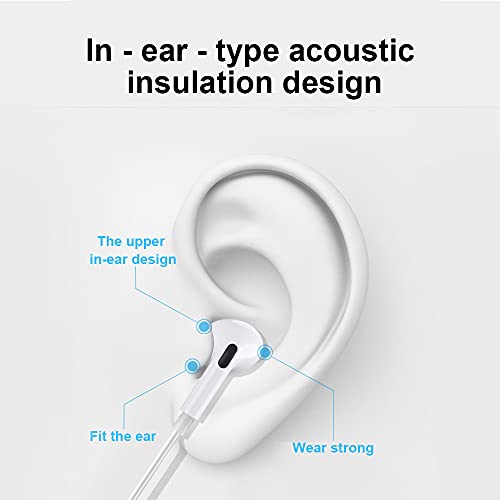 In - ear - type acoustic
insulation design
The upper
in-ear design
Fit the ear
Wear strong